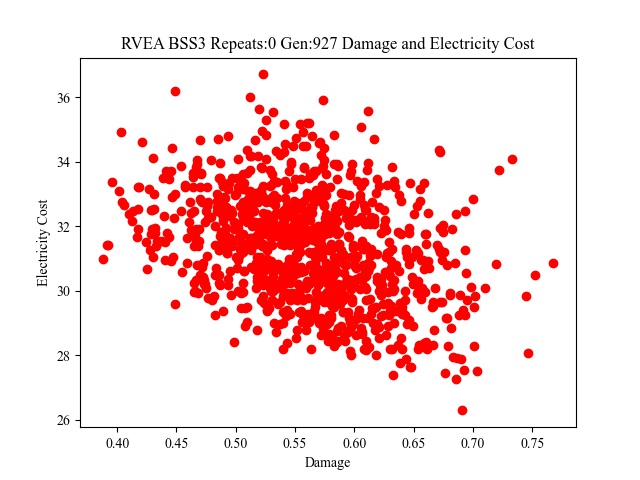 RVEA BSS3 Repeats:0 Gen:927 Damage and Electricity Cost
36
34
32
30
28
26
Electricity Cost
0.40 0.45 0.50 0.55 0.60 0.65 0.70 0.75
Damage